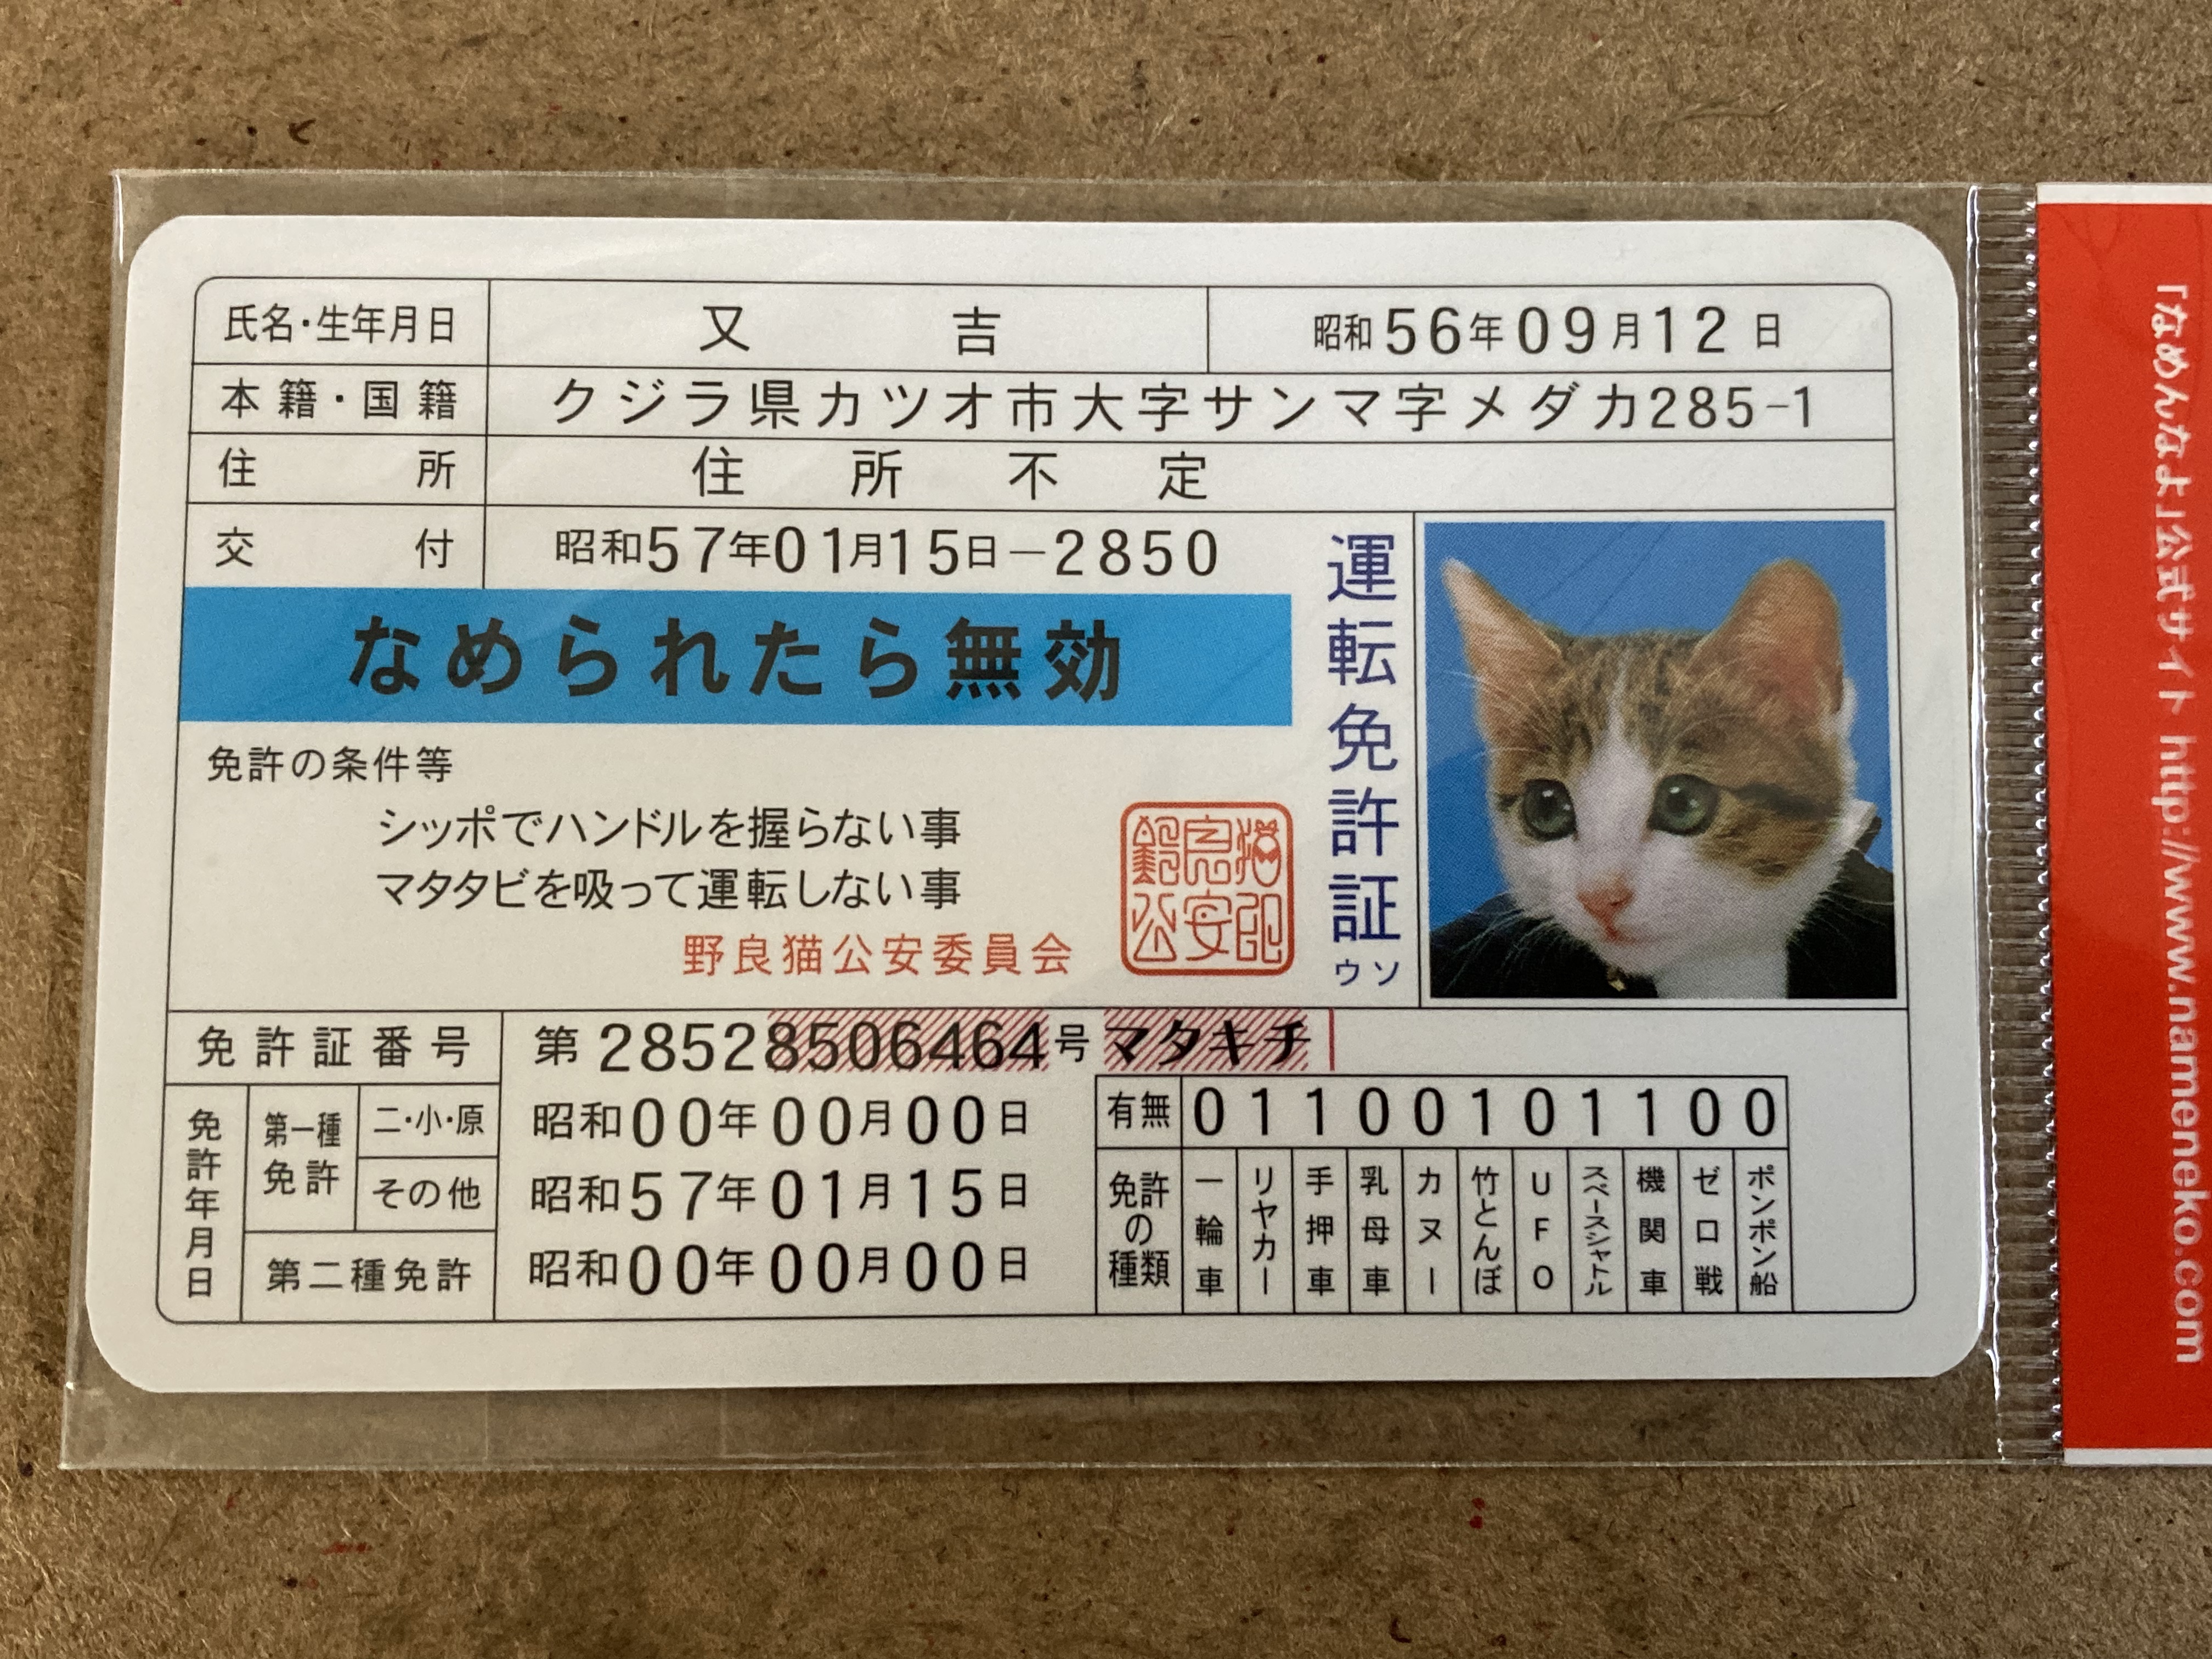 氏名・生年月日 又吉 昭和56年09月12日
本籍・国籍 クジラ県カツオ市大字サンマ字メダカ285-1
住所 住所不定
交付 昭和57年01月15日-2850
なめられたら無効
免許の条件等
シッポでハンドルを握らない事
マタタビを吸って運転しない事
野良猫公安委員会
運転免許証
ウソ
免許証番号 第28528506464号 マタキチ
免許年月日
第一種免許 二・小・原 昭和00年00月00日
その他 昭和57年01月15日
第二種免許 昭和00年00月00日
有無 0 1 1 0 0 1 0 1 1 0 0
免許の種類 一輪車 リヤカー 手押車 乳母車 カヌー 竹とんぼ UFO スペースシャトル 機関車 ゼロ戦 ポンポン船
「なめんなよ」公式サイト http://www.nameneko.com